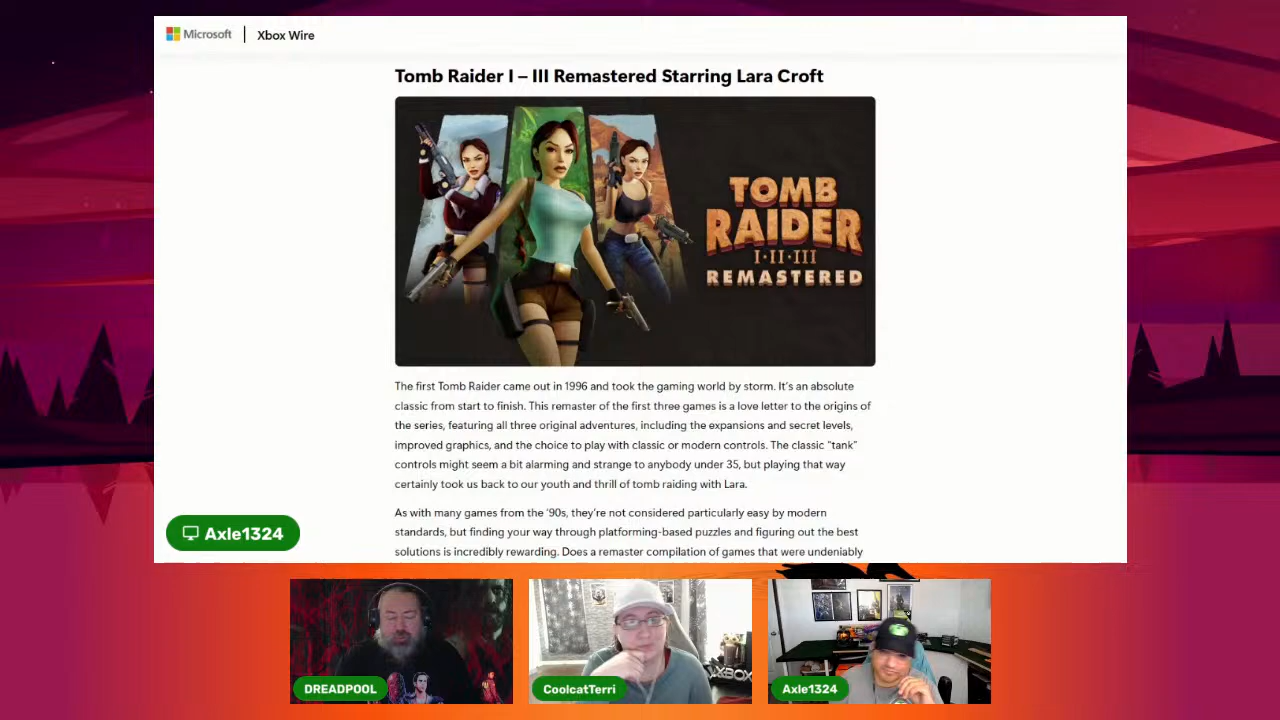 Microsoft | Xbox Wire
Tomb Raider I – III Remastered Starring Lara Croft
TOMB
RAIDER
I·II·III
REMASTERED
The first Tomb Raider came out in 1996 and took the gaming world by storm. It's an absolute
classic from start to finish. This remaster of the first three games is a love letter to the origins of
the series, featuring all three original adventures, including the expansions and secret levels,
improved graphics, and the choice to play with classic or modern controls. The classic "tank"
controls might seem a bit alarming and strange to anybody under 35, but playing that way
certainly took us back to our youth and thrill of tomb raiding with Lara.
As with many games from the '90s, they're not considered particularly easy by modern
standards, but finding your way through platforming-based puzzles and figuring out the best
solutions is incredibly rewarding. Does a remaster compilation of games that were undeniably
Axle1324
DREADPOOL
CoolcatTerri
XBOX
Axle1324